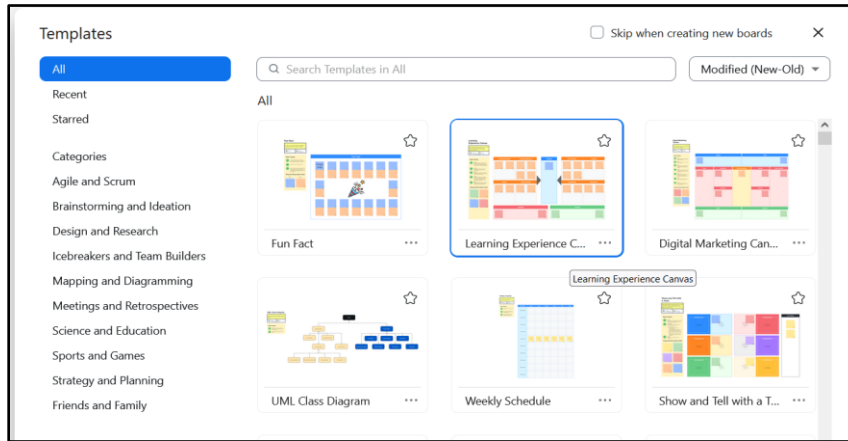 Templates
Skip when creating new boards
All
Recent
Starred
Categories
Agile and Scrum
Brainstorming and Ideation
Design and Research
Icebreakers and Team Builders
Mapping and Diagramming
Meetings and Retrospectives
Science and Education
Sports and Games
Strategy and Planning
Friends and Family
Search Templates in All
Modified (New-Old)
All
Fun Fact ...
Learning Experience C... ...
Digital Marketing Can... ...
Learning Experience Canvas
UML Class Diagram ...
Weekly Schedule ...
Show and Tell with a T... ...